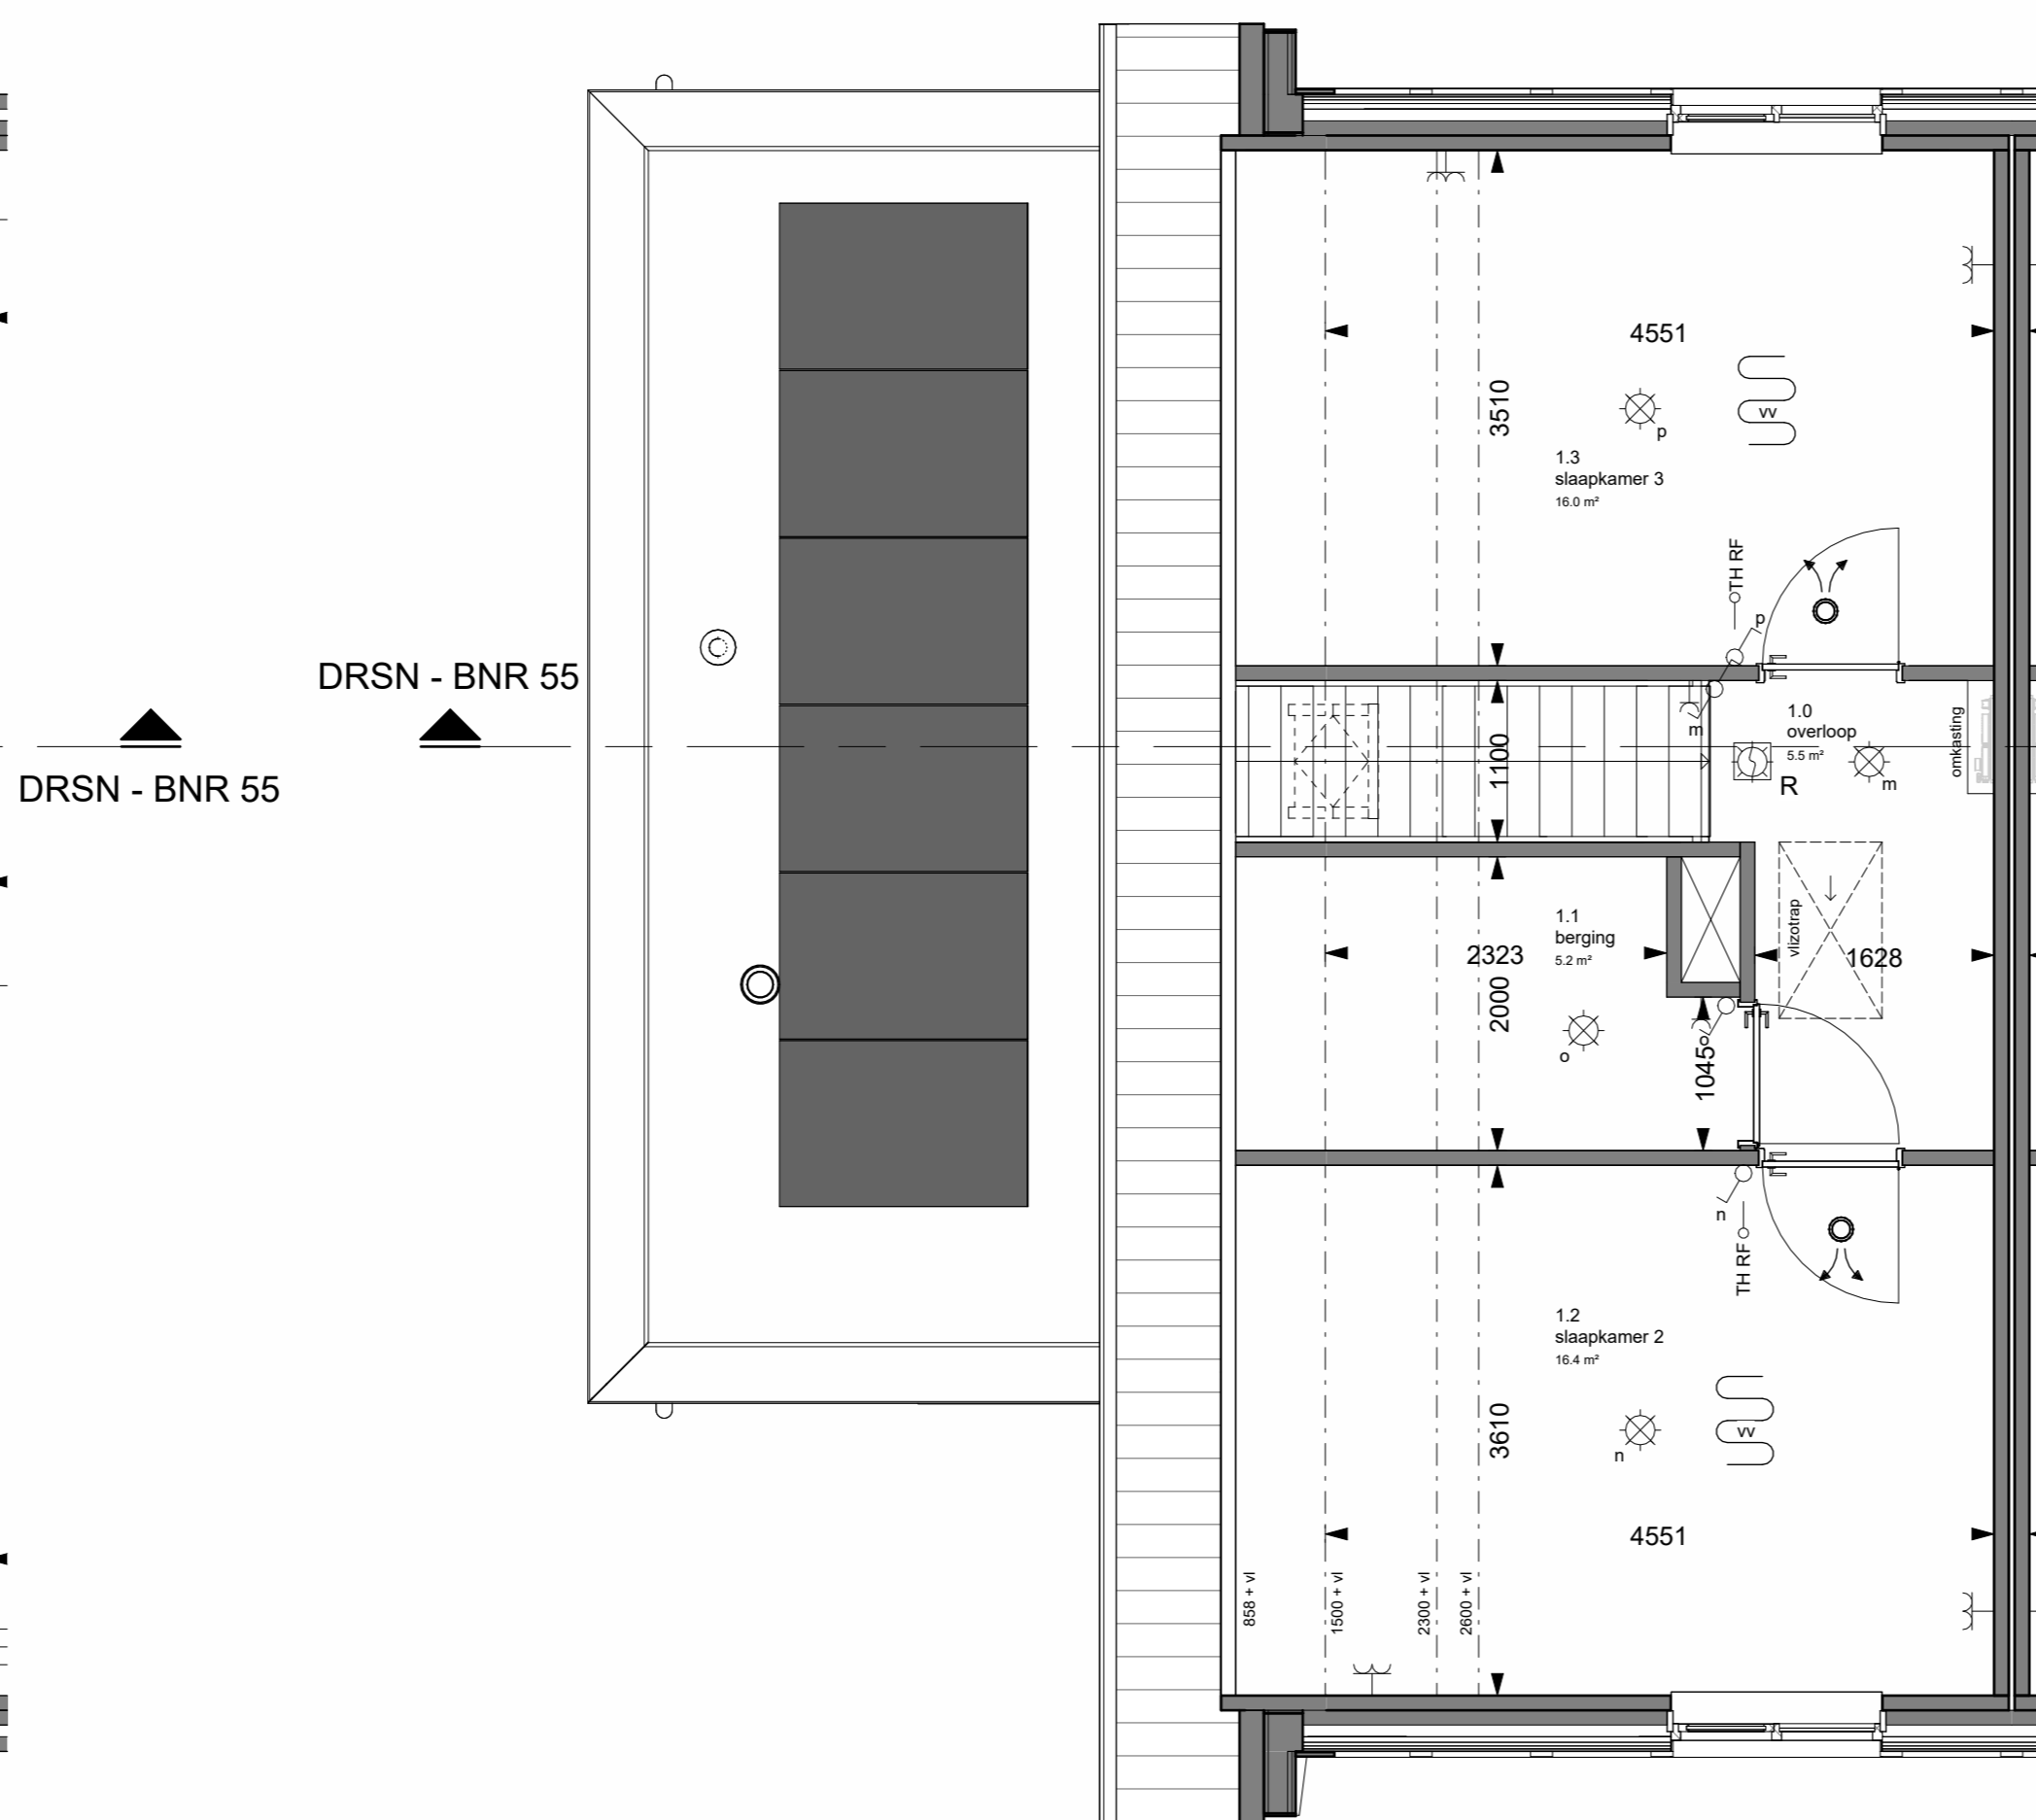 4551
3510
vv
p
1.3
slaapkamer 3
16.0 m²
TH RF
p
DRSN - BNR 55
DRSN - BNR 55
m
1100
1.0
overloop
5.5 m²
R
m
omkasting
1.1
berging
5.2 m²
2323
2000
vlizotrap
1628
o
o
1045
n
TH RF
1.2
slaapkamer 2
16.4 m²
3610
n
vv
4551
858 + vl
1500 + vl
2300 + vl
2600 + vl